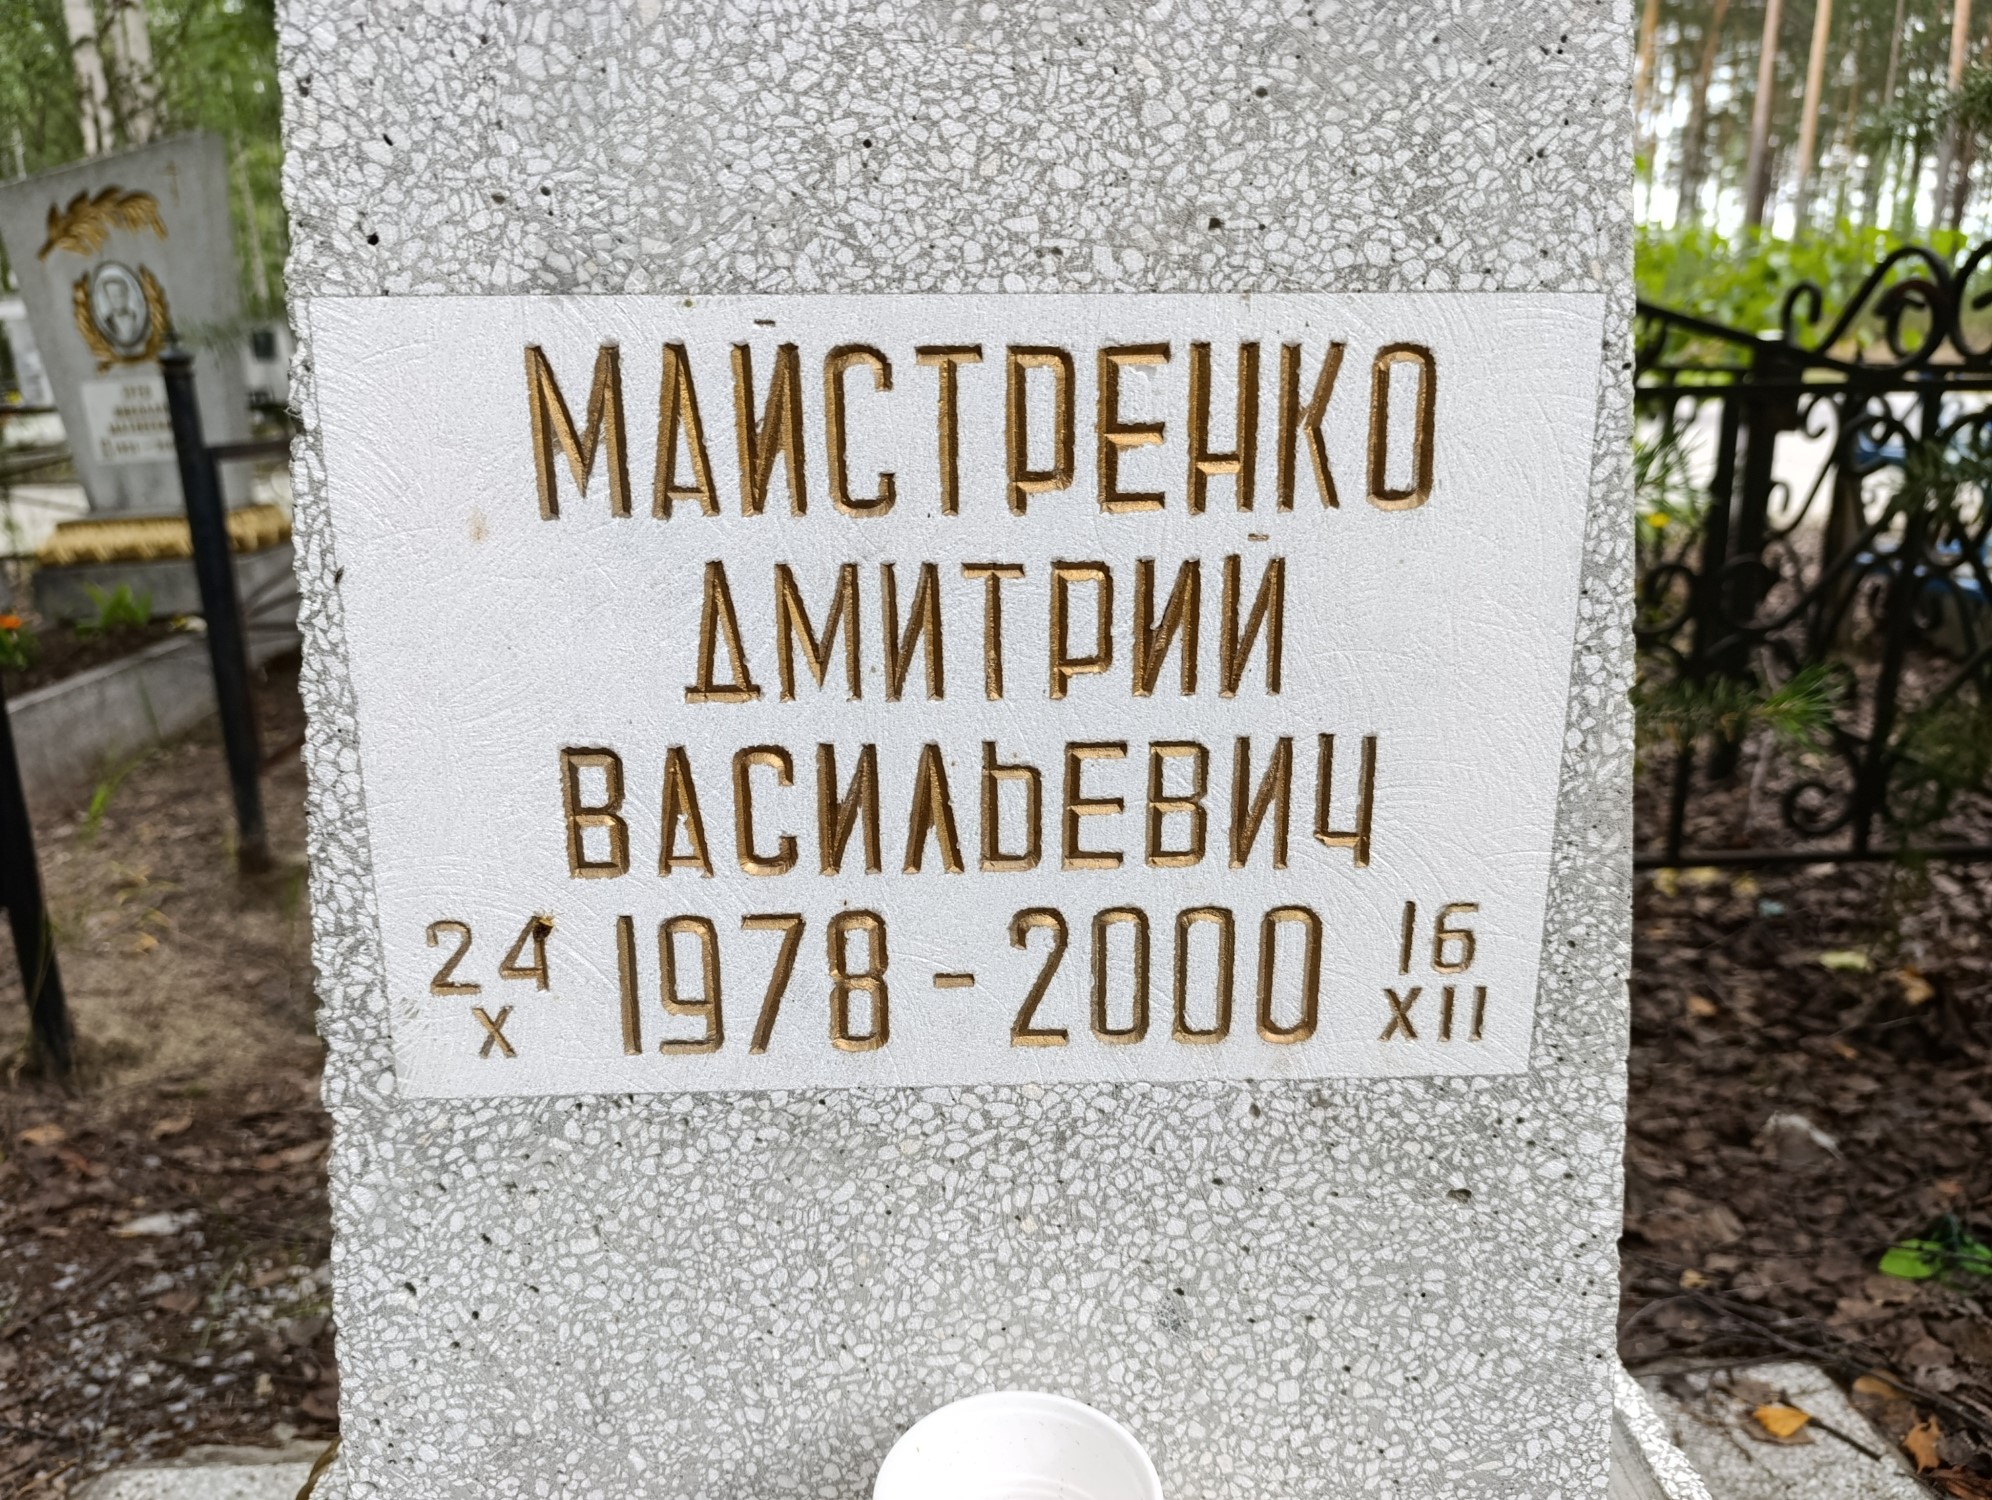 МАЙСТРЕНКО
ДМИТРИЙ
ВАСИЛЬЕВИЧ
24 X 1978 - 2000 16 XII